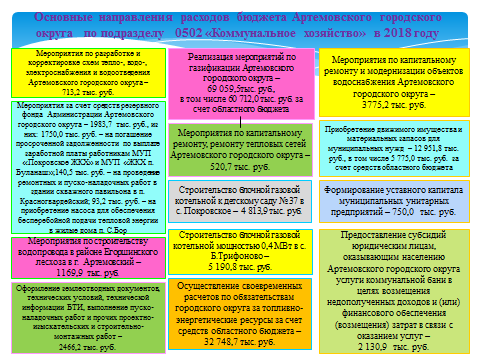 Основные направления расходов бюджета Артемовского городского
округа по подразделу 0502 «Коммунальное хозяйство» в 2018 году
Мероприятия по разработке и
корректировке схем тепло-, водо-,
электроснабжения и водоотведения
Артемовского городского округа –
713,2 тыс. руб.
Мероприятия за счет средств резервного
фонда Администрации Артемовского
городского округа – 1983,7 тыс. руб., из
них: 1750,0 тыс. руб. – на погашение
просроченной задолженности по выплате
заработной платы работникам МУП
«Покровское ЖКХ» и МУП «ЖКХ п.
Буланаш»;140,5 тыс. руб. – на проведение
ремонтных и пуско-наладочных работ в
здании скважного павильона в п.
Красногвардейский; 93,2 тыс. руб. – на
приобретение насоса для обеспечения
бесперебойной подачи тепловой энергии
в жилые дома п. С.Бор
Мероприятия по строительству
водопровода в районе Егоршинского
лесхоза в г. Артемовский –
1169,9 тыс. руб.
Оформление землеотводных документов,
технических условий, технической
информации БТИ, выполнение пуско-
наладочных работ и прочих проектно-
изыскательских и строительно-
монтажных работ –
2466,2 тыс. руб.
Реализация мероприятий по
газификации Артемовского
городского округа –
69 059,5тыс. руб.,
в том числе 60 712,0 тыс. руб. за
счет областного бюджета
Мероприятия по капитальному
ремонту, ремонту тепловых сетей
Артемовского городского округа –
520,7 тыс. руб.
Строительство блочной газовой
котельной к детскому саду №37 в
с. Покровское – 4 813,9 тыс. руб.
Строительство блочной газовой
котельной мощностью 0,4 МВт в с.
Б.Трифоново –
5 190,8 тыс. руб.
Осуществление своевременных
расчетов по обязательствам
городского округа за топливно-
энергетические ресурсы за счет
средств областного бюджета –
32 748,7 тыс. руб.
Мероприятия по капитальному
ремонту и модернизации объектов
водоснабжения Артемовского
городского округа –
3775,2 тыс. руб.
Приобретение движимого имущества и
материальных запасов для
муниципальных нужд – 12 951,8 тыс.
руб., в том числе 5 775,0 тыс. руб. за
счет средств областного бюджета
Формирование уставного капитала
муниципальных унитарных
предприятий – 750,0 тыс. руб.
Предоставление субсидий
юридическим лицам,
оказывающим населению
Артемовского городского округа
услуги коммунальной бани в
целях возмещения
недополученных доходов и (или)
финансового обеспечения
(возмещения) затрат в связи с
оказанием услуг –
2 130,9 тыс. руб.